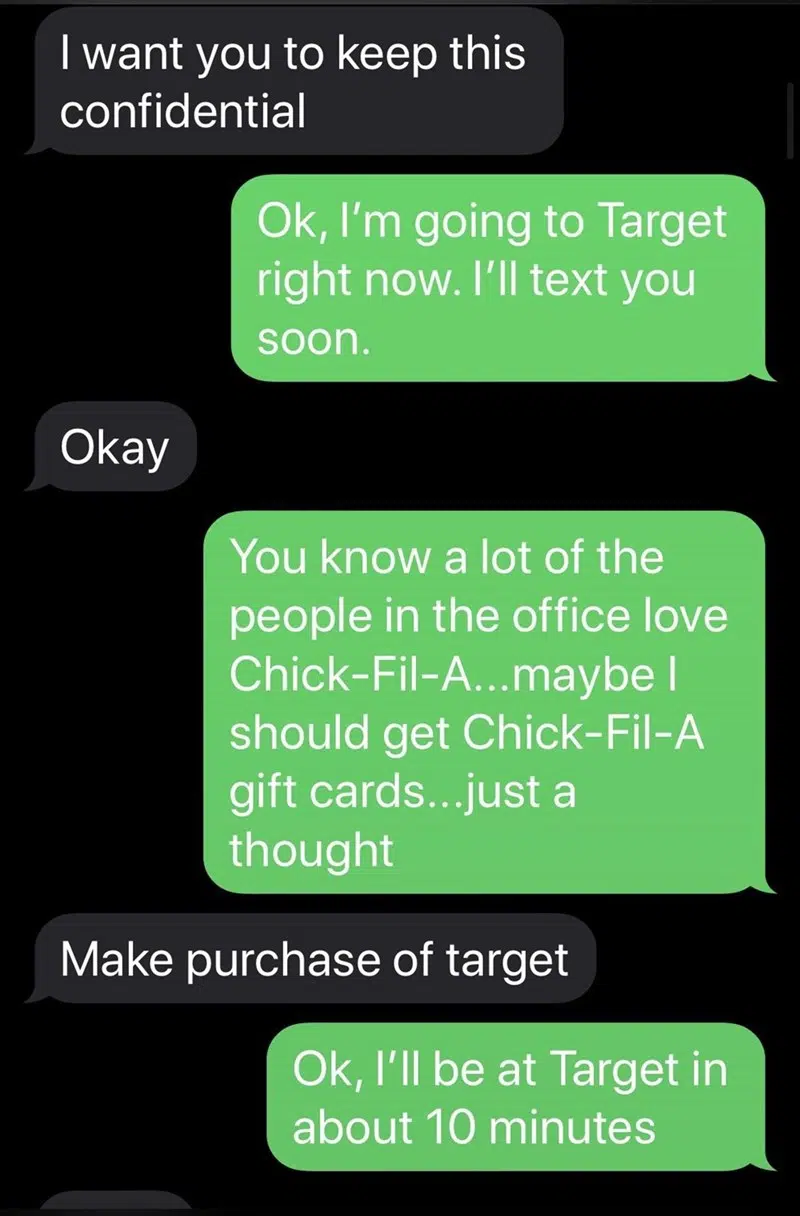 I want you to keep this
confidential
Ok, I’m going to Target
right now. I’ll text you
soon.
Okay
You know a lot of the
people in the office love
Chick-Fil-A...maybe I
should get Chick-Fil-A
gift cards...just a
thought
Make purchase of target
Ok, I’ll be at Target in
about 10 minutes